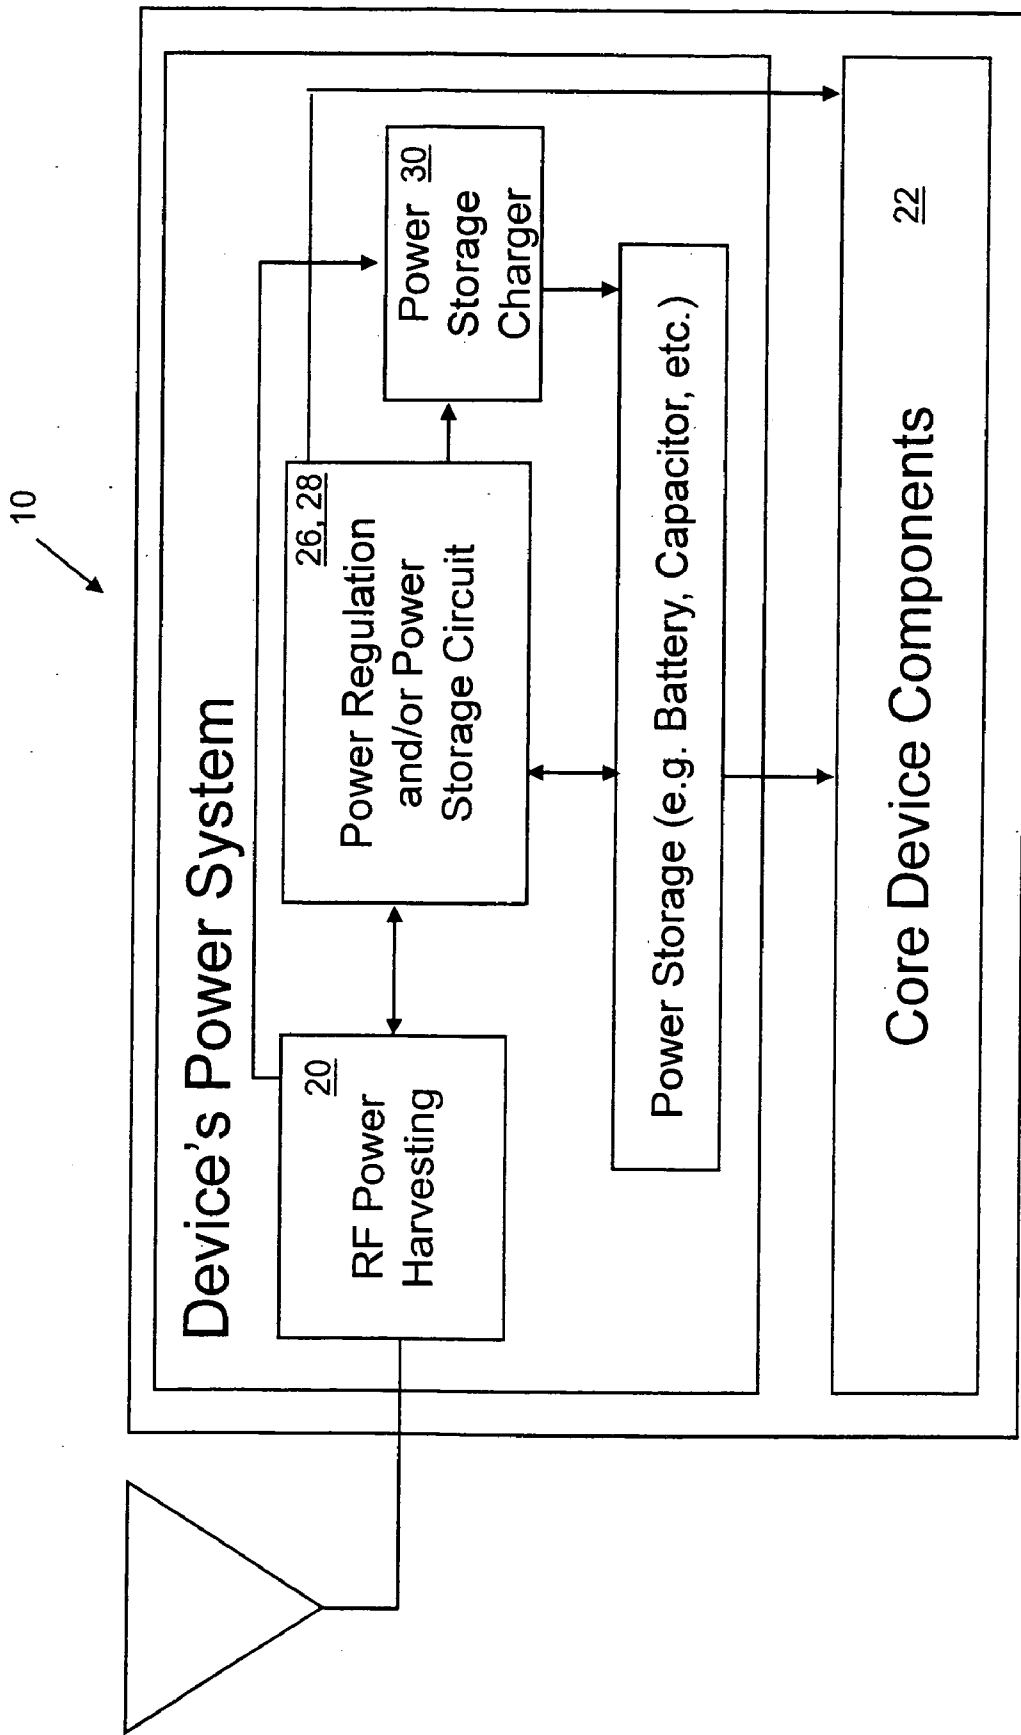 10
Device's Power System
20
RF Power
Harvesting
26, 28
Power Regulation
and/or Power
Storage Circuit
Power 30
Storage
Charger
Power Storage (e.g. Battery, Capacitor, etc.)
Core Device Components
22